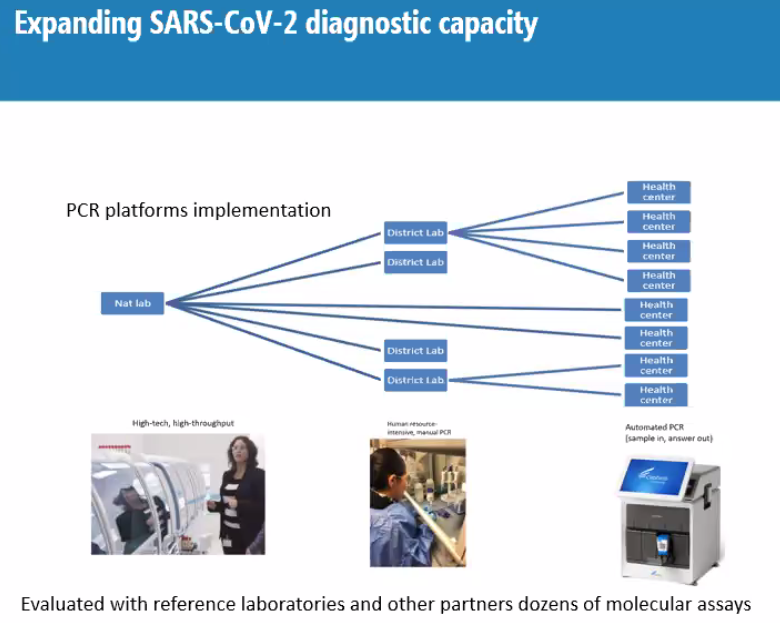 Expanding SARS-CoV-2 diagnostic capacity
PCR platforms implementation
Health
center
Health
center
District Lab
Health
center
District Lab
Health
center
Nat lab
Health
center
Health
center
District Lab
Health
center
District Lab
Health
center
High-tech, high-throughput
Human resource-
intensive, manual PCR
Automated PCR
(sample in, answer out)
Cepheid
Evaluated with reference laboratories and other partners dozens of molecular assays